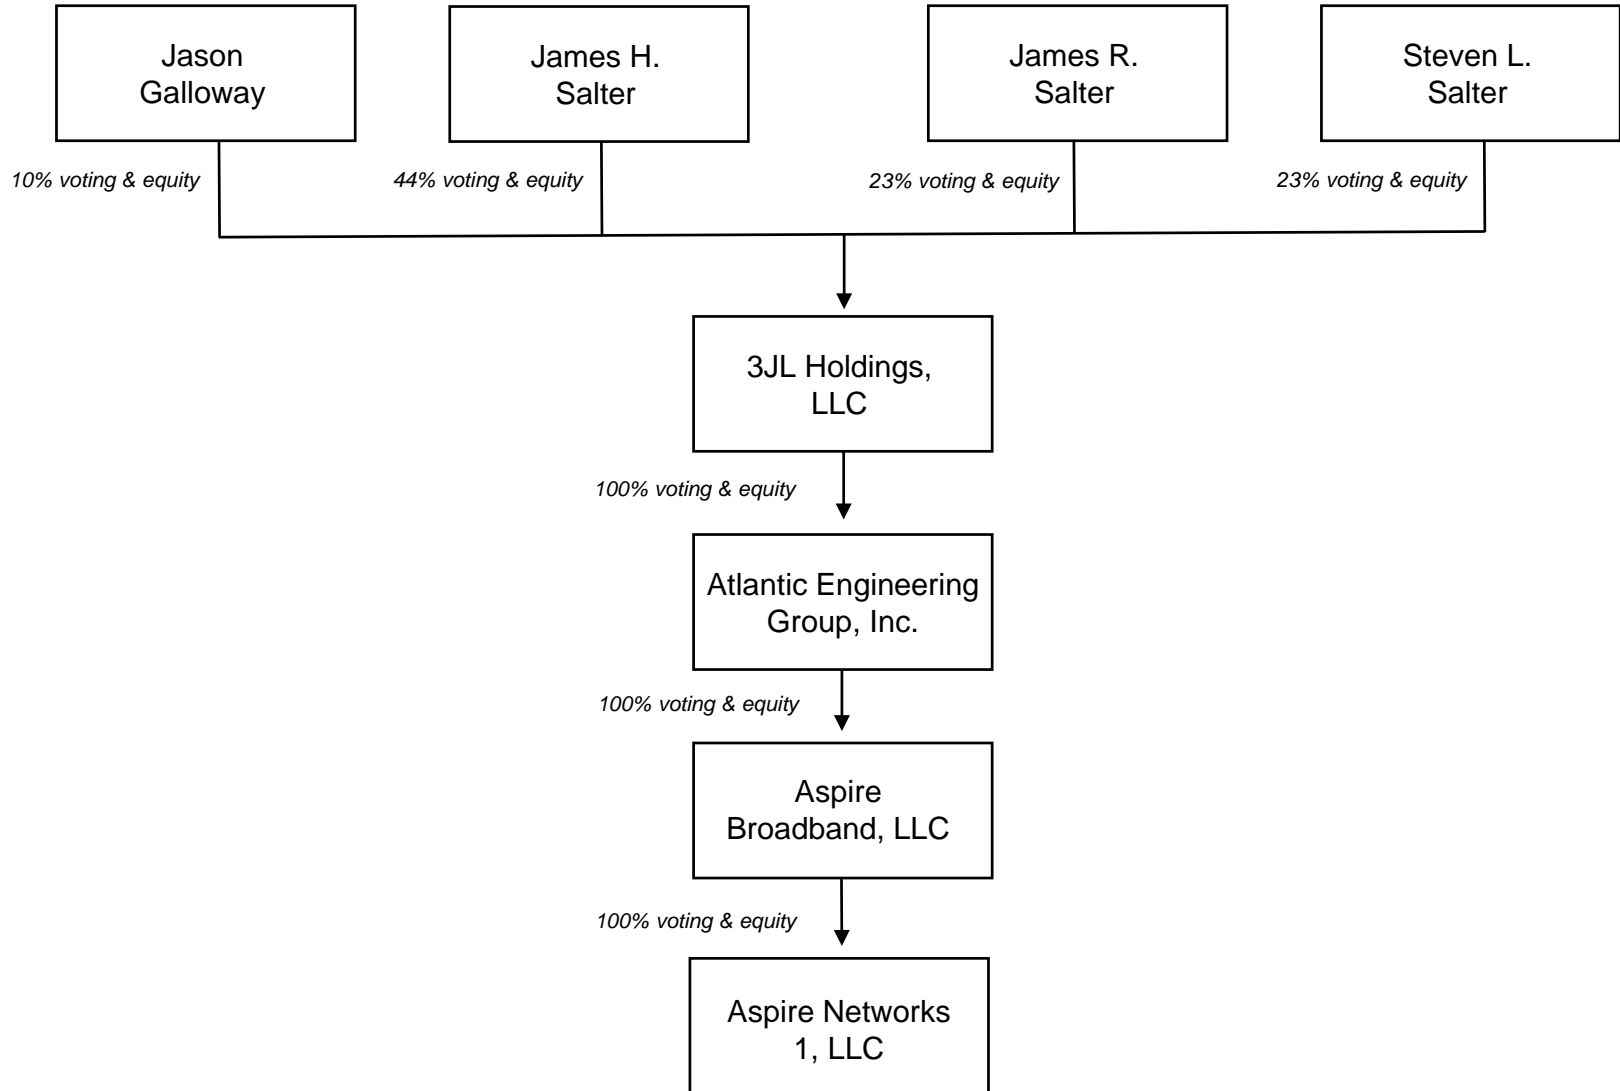 Jason
Galloway
James H.
Salter
James R.
Salter
Steven L.
Salter
10% voting & equity
44% voting & equity
23% voting & equity
23% voting & equity
3JL Holdings,
LLC
100% voting & equity
Atlantic Engineering
Group, Inc.
100% voting & equity
Aspire
Broadband, LLC
100% voting & equity
Aspire Networks
1, LLC